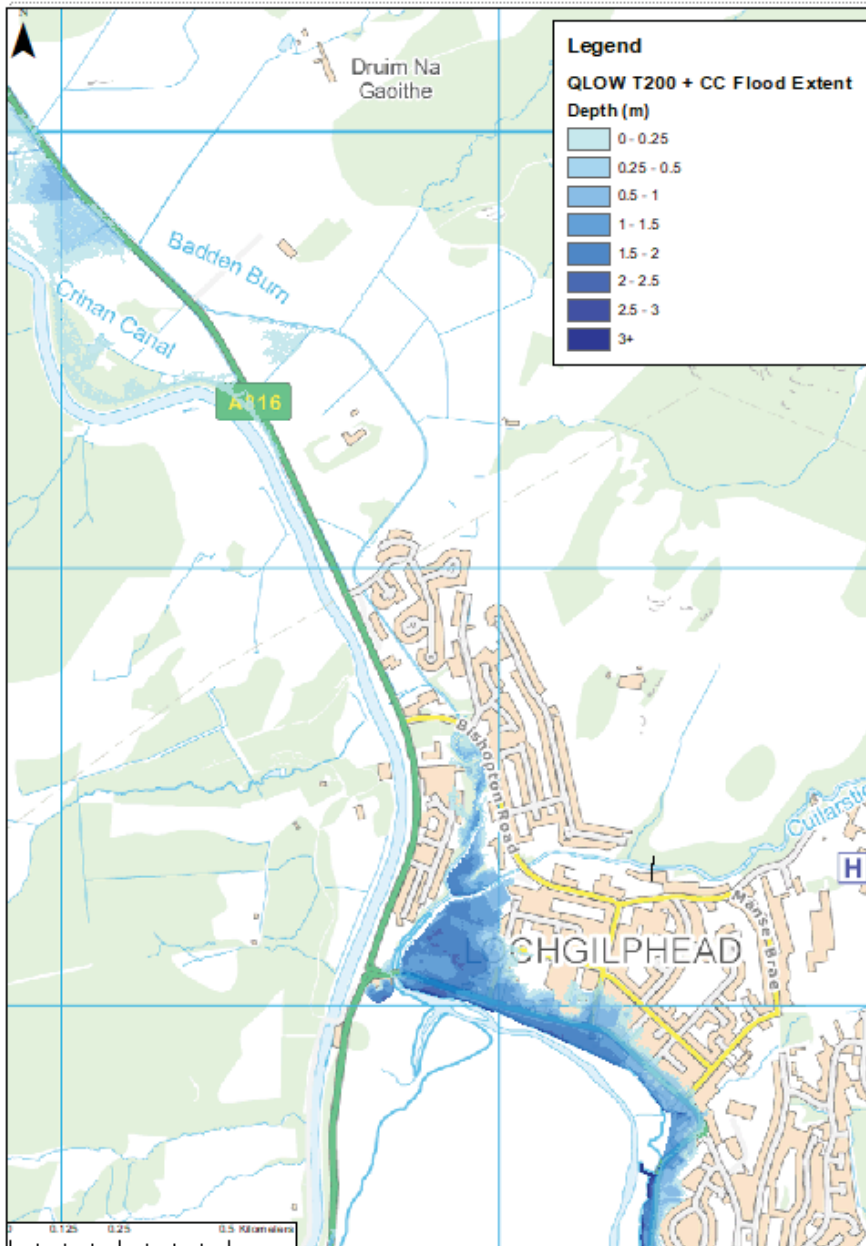 N
Druim Na
Gaoithe
Legend
QLOW T200 + CC Flood Extent
Depth (m)
0 - 0.25
0.25 - 0.5
0.5 - 1
1 - 1.5
1.5 - 2
2 - 2.5
2.5 - 3
3+
Badden Burn
Crinan Canal
A816
Bishopton Road
Cuilarstic
H
Manse Brae
LOCHGILPHEAD
0 0.125 0.25 0.5 Kilometers